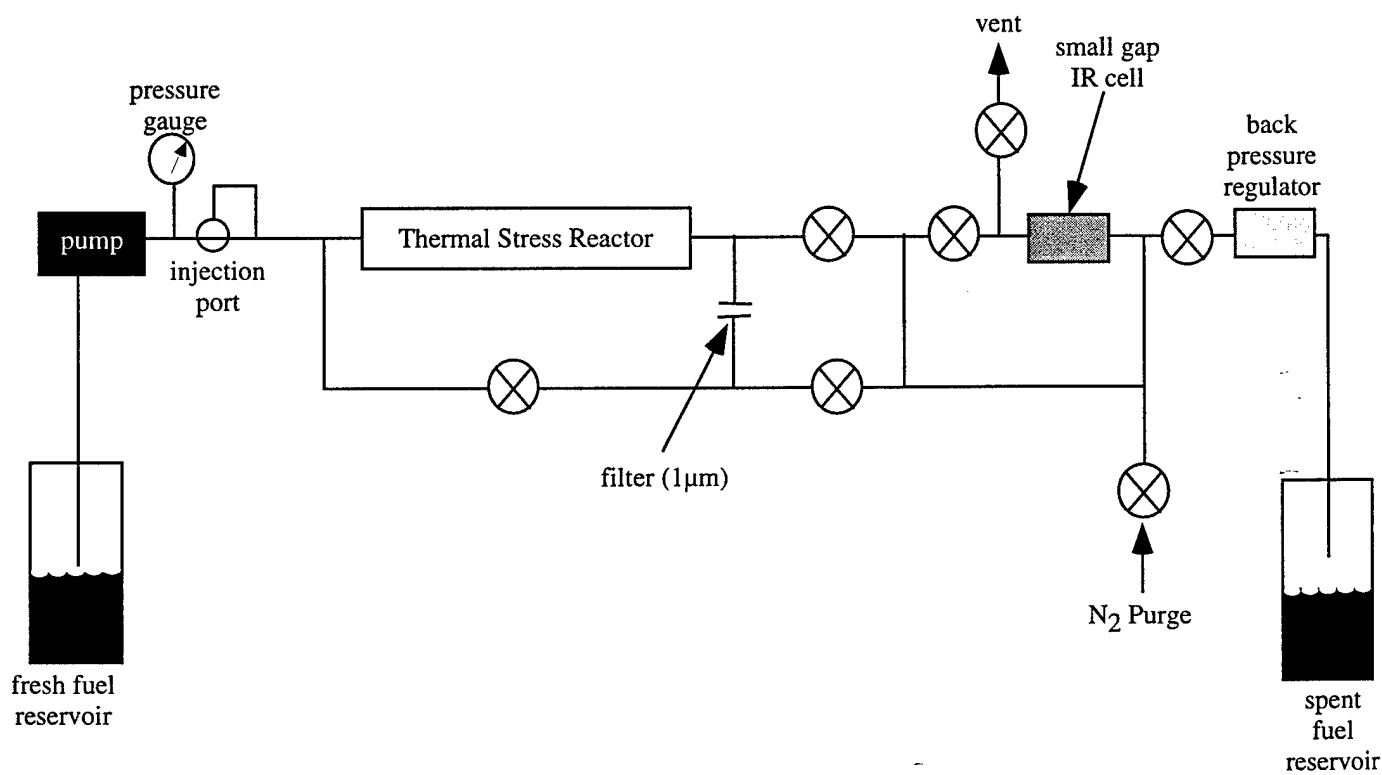 vent
small gap
IR cell
pressure
gauge
back
pressure
regulator
pump
Thermal Stress Reactor
injection
port
filter (1µm)
N2 Purge
fresh fuel
reservoir
spent
fuel
reservoir